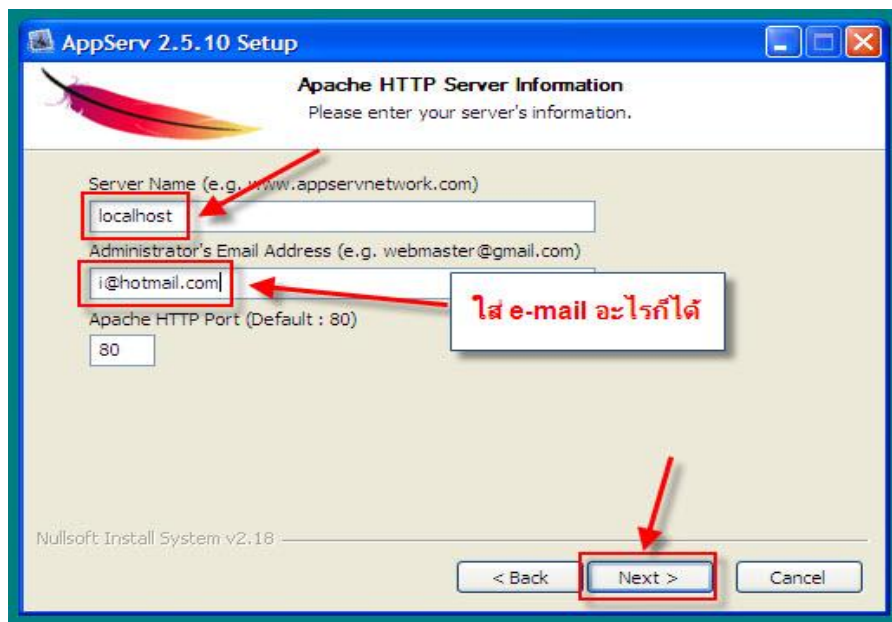 AppServ 2.5.10 Setup
Apache HTTP Server Information
Please enter your server's information.
Server Name (e.g. www.appservnetwork.com)
localhost
Administrator's Email Address (e.g. webmaster@gmail.com)
i@hotmail.com
ใส่ e-mail อะไรก็ได้
Apache HTTP Port (Default : 80)
80
Nullsoft Install System v2.18
< Back Next > Cancel